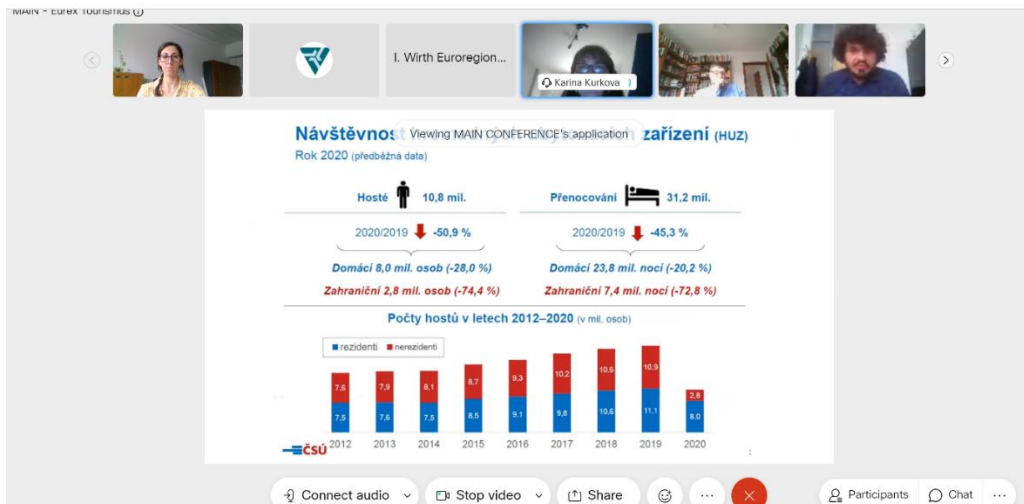 MAIN - Eurex Tourismus
I. Wirth Euroregion...
Karina Kurkova
Viewing MAIN CONFERENCE's application
Návštěvnost zařízení (HUZ)
Rok 2020 (předběžná data)
Hosté 10,8 mil.
Přenocování 31,2 mil.
2020/2019 -50,9 %
2020/2019 -45,3 %
Domácí 8,0 mil. osob (-28,0 %)
Domácí 23,8 mil. nocí (-20,2 %)
Zahraniční 2,8 mil. osob (-74,4 %)
Zahraniční 7,4 mil. nocí (-72,8 %)
Počty hostů v letech 2012–2020 (v mil. osob)
rezidenti nerezidenti
7,6 7,9 8,1 8,7 9,3 10,2 10,6 10,9 2,8
7,5 7,6 7,5 8,5 9,1 9,8 10,6 11,1 8,0
2012 2013 2014 2015 2016 2017 2018 2019 2020
ČSÚ
Connect audio Stop video Share ... Participants Chat ...